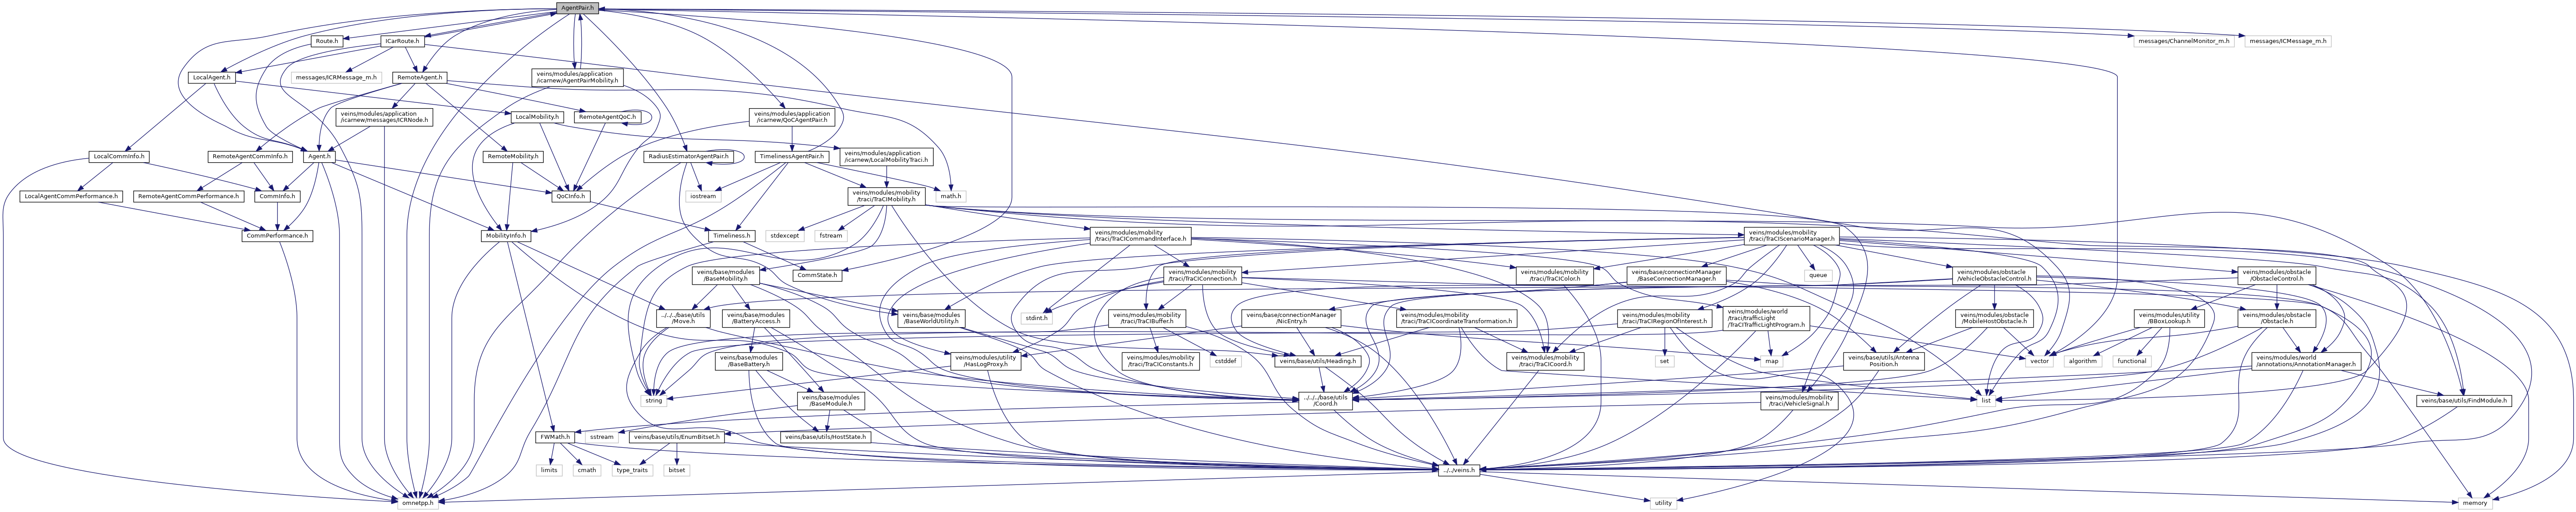 AgentPair.h
Route.h
ICarRoute.h
messages/ChannelMonitor_m.h
messages/ICMessage_m.h
LocalAgent.h
messages/ICRMessage_m.h
RemoteAgent.h
veins/modules/application
/icarnew/AgentPairMobility.h
veins/modules/application
/icarnew/messages/ICRNode.h
LocalMobility.h
RemoteAgentQoC.h
veins/modules/application
/icarnew/QoCAgentPair.h
LocalCommInfo.h
RemoteAgentCommInfo.h
Agent.h
RemoteMobility.h
RadiusEstimatorAgentPair.h
TimelinessAgentPair.h
veins/modules/application
/icarnew/LocalMobilityTraci.h
LocalAgentCommPerformance.h
RemoteAgentCommPerformance.h
CommInfo.h
QoCInfo.h
iostream
veins/modules/mobility
/traci/TraCIMobility.h
math.h
CommPerformance.h
MobilityInfo.h
Timeliness.h
stdexcept
fstream
veins/modules/mobility
/traci/TraCICommandInterface.h
veins/modules/mobility
/traci/TraCIScenarioManager.h
veins/base/modules
/BaseMobility.h
CommState.h
veins/modules/mobility
/traci/TraCIConnection.h
veins/modules/mobility
/traci/TraCIColor.h
veins/base/connectionManager
/BaseConnectionManager.h
queue
veins/modules/obstacle
/VehicleObstacleControl.h
veins/modules/obstacle
/ObstacleControl.h
../../../base/utils
/Move.h
veins/base/modules
/BatteryAccess.h
veins/base/modules
/BaseWorldUtility.h
stdint.h
veins/modules/mobility
/traci/TraCIBuffer.h
veins/base/connectionManager
/NicEntry.h
veins/modules/mobility
/traci/TraCICoordinateTransformation.h
veins/modules/mobility
/traci/TraCIRegionOfInterest.h
veins/modules/world
/traci/trafficLight
/TraCITrafficLightProgram.h
veins/modules/obstacle
/MobileHostObstacle.h
veins/modules/utility
/BBoxLookup.h
veins/modules/obstacle
/Obstacle.h
veins/base/modules
/BaseBattery.h
veins/modules/utility
/HasLogProxy.h
veins/modules/mobility
/traci/TraCIConstants.h
cstddef
veins/base/utils/Heading.h
veins/modules/mobility
/traci/TraCICoord.h
set
map
veins/base/utils/Antenna
Position.h
vector
algorithm
functional
veins/modules/world
/annotations/AnnotationManager.h
string
veins/base/modules
/BaseModule.h
../../../base/utils
/Coord.h
veins/modules/mobility
/traci/VehicleSignal.h
list
veins/base/utils/FindModule.h
FWMath.h
sstream
veins/base/utils/EnumBitset.h
veins/base/utils/HostState.h
limits
cmath
type_traits
bitset
../../veins.h
omnetpp.h
utility
memory